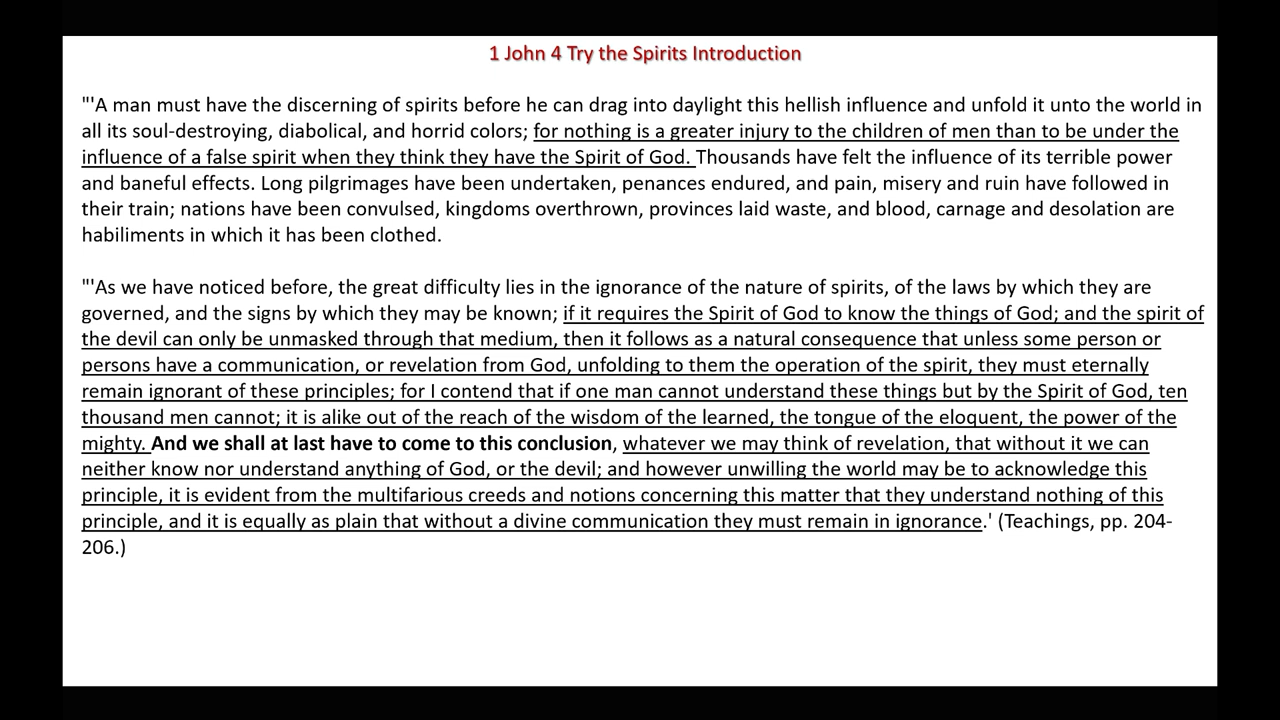 1 John 4 Try the Spirits Introduction
"'A man must have the discerning of spirits before he can drag into daylight this hellish influence and unfold it unto the world in
all its soul-destroying, diabolical, and horrid colors; for nothing is a greater injury to the children of men than to be under the
influence of a false spirit when they think they have the Spirit of God. Thousands have felt the influence of its terrible power
and baneful effects. Long pilgrimages have been undertaken, penances endured, and pain, misery and ruin have followed in
their train; nations have been convulsed, kingdoms overthrown, provinces laid waste, and blood, carnage and desolation are
habiliments in which it has been clothed.
"'As we have noticed before, the great difficulty lies in the ignorance of the nature of spirits, of the laws by which they are
governed, and the signs by which they may be known; if it requires the Spirit of God to know the things of God; and the spirit of
the devil can only be unmasked through that medium, then it follows as a natural consequence that unless some person or
persons have a communication, or revelation from God, unfolding to them the operation of the spirit, they must eternally
remain ignorant of these principles; for I contend that if one man cannot understand these things but by the Spirit of God, ten
thousand men cannot; it is alike out of the reach of the wisdom of the learned, the tongue of the eloquent, the power of the
mighty. And we shall at last have to come to this conclusion, whatever we may think of revelation, that without it we can
neither know nor understand anything of God, or the devil; and however unwilling the world may be to acknowledge this
principle, it is evident from the multifarious creeds and notions concerning this matter that they understand nothing of this
principle, and it is equally as plain that without a divine communication they must remain in ignorance.' (Teachings, pp. 204-
206.)